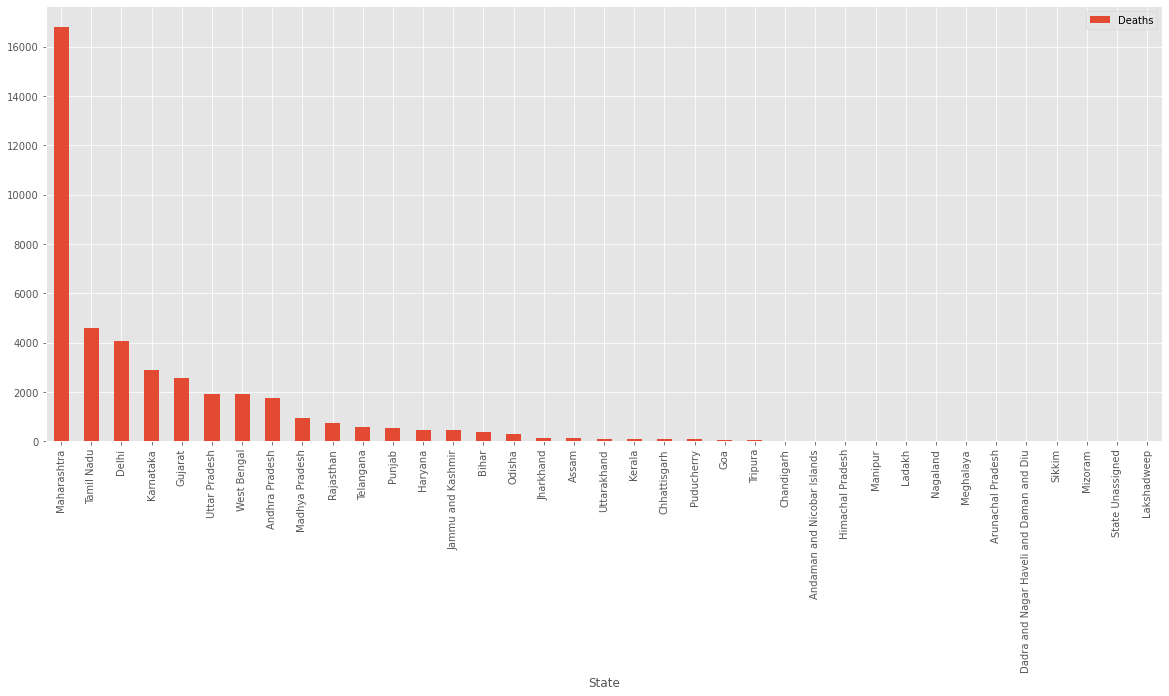 Deaths
16000
14000
12000
10000
8000
6000
4000
2000
0
Maharashtra
Tamil Nadu
Delhi
Karnataka
Gujarat
Uttar Pradesh
West Bengal
Andhra Pradesh
Madhya Pradesh
Rajasthan
Telangana
Punjab
Haryana
Jammu and Kashmir
Bihar
Odisha
Jharkhand
Assam
Uttarakhand
Kerala
Chhattisgarh
Puducherry
Goa
Tripura
Chandigarh
Andaman and Nicobar Islands
Himachal Pradesh
Manipur
Ladakh
Nagaland
Meghalaya
Arunachal Pradesh
Dadra and Nagar Haveli and Daman and Diu
Sikkim
Mizoram
State Unassigned
Lakshadweep
State